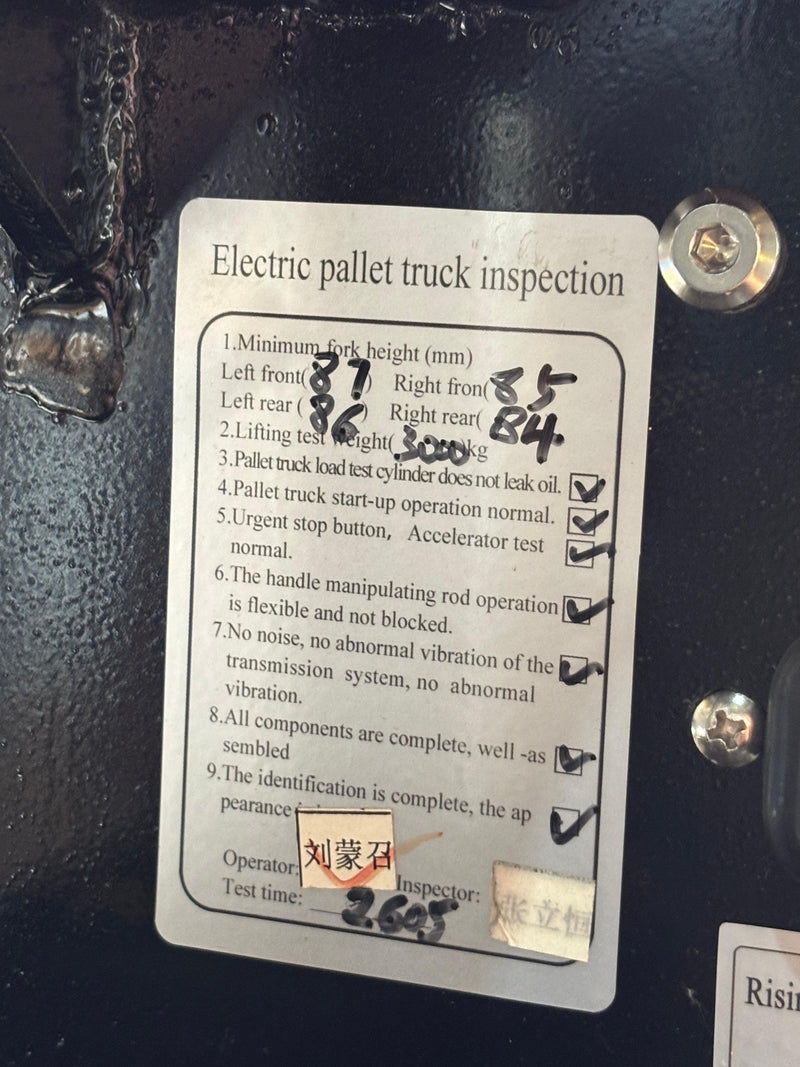 Electric pallet truck inspection
1.Minimum fork height (mm)
Left front(87) Right fron(85
Left rear (86) Right rear(84
2.Lifting test weight(3000)kg
3.Pallet truck load test cylinder does not leak oil.
4.Pallet truck start-up operation normal.
5.Urgent stop button, Accelerator test
normal.
6.The handle manipulating rod operation
is flexible and not blocked.
7.No noise, no abnormal vibration of the
transmission system, no abnormal
vibration.
8.All components are complete, well -as
sembled
9.The identification is complete, the ap
pearance
Operator: 刘蒙召 Inspector: 张立恒
Test time: 2605
Risin